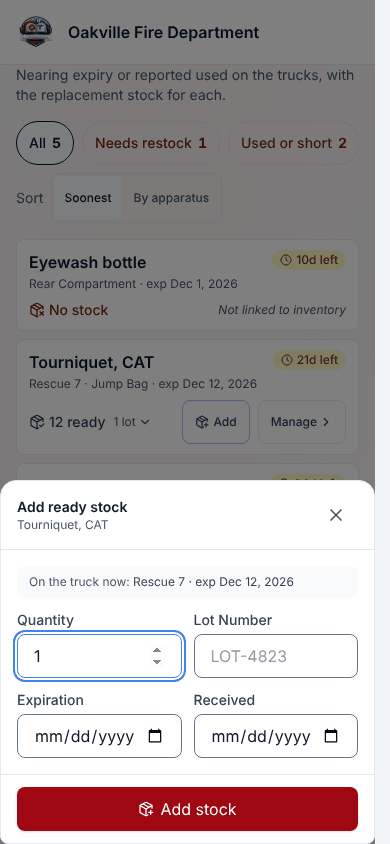 Oakville Fire Department
Nearing expiry or reported used on the trucks, with
the replacement stock for each.
All 5
Needs restock 1
Used or short 2
Sort
Soonest
By apparatus
Eyewash bottle
10d left
Rear Compartment · exp Dec 1, 2026
No stock
Not linked to inventory
Tourniquet, CAT
21d left
Rescue 7 · Jump Bag · exp Dec 12, 2026
12 ready
1 lot
Add
Manage
Add ready stock
Tourniquet, CAT
On the truck now: Rescue 7 · exp Dec 12, 2026
Quantity
Lot Number
1
LOT-4823
Expiration
Received
mm/dd/yyyy
mm/dd/yyyy
Add stock